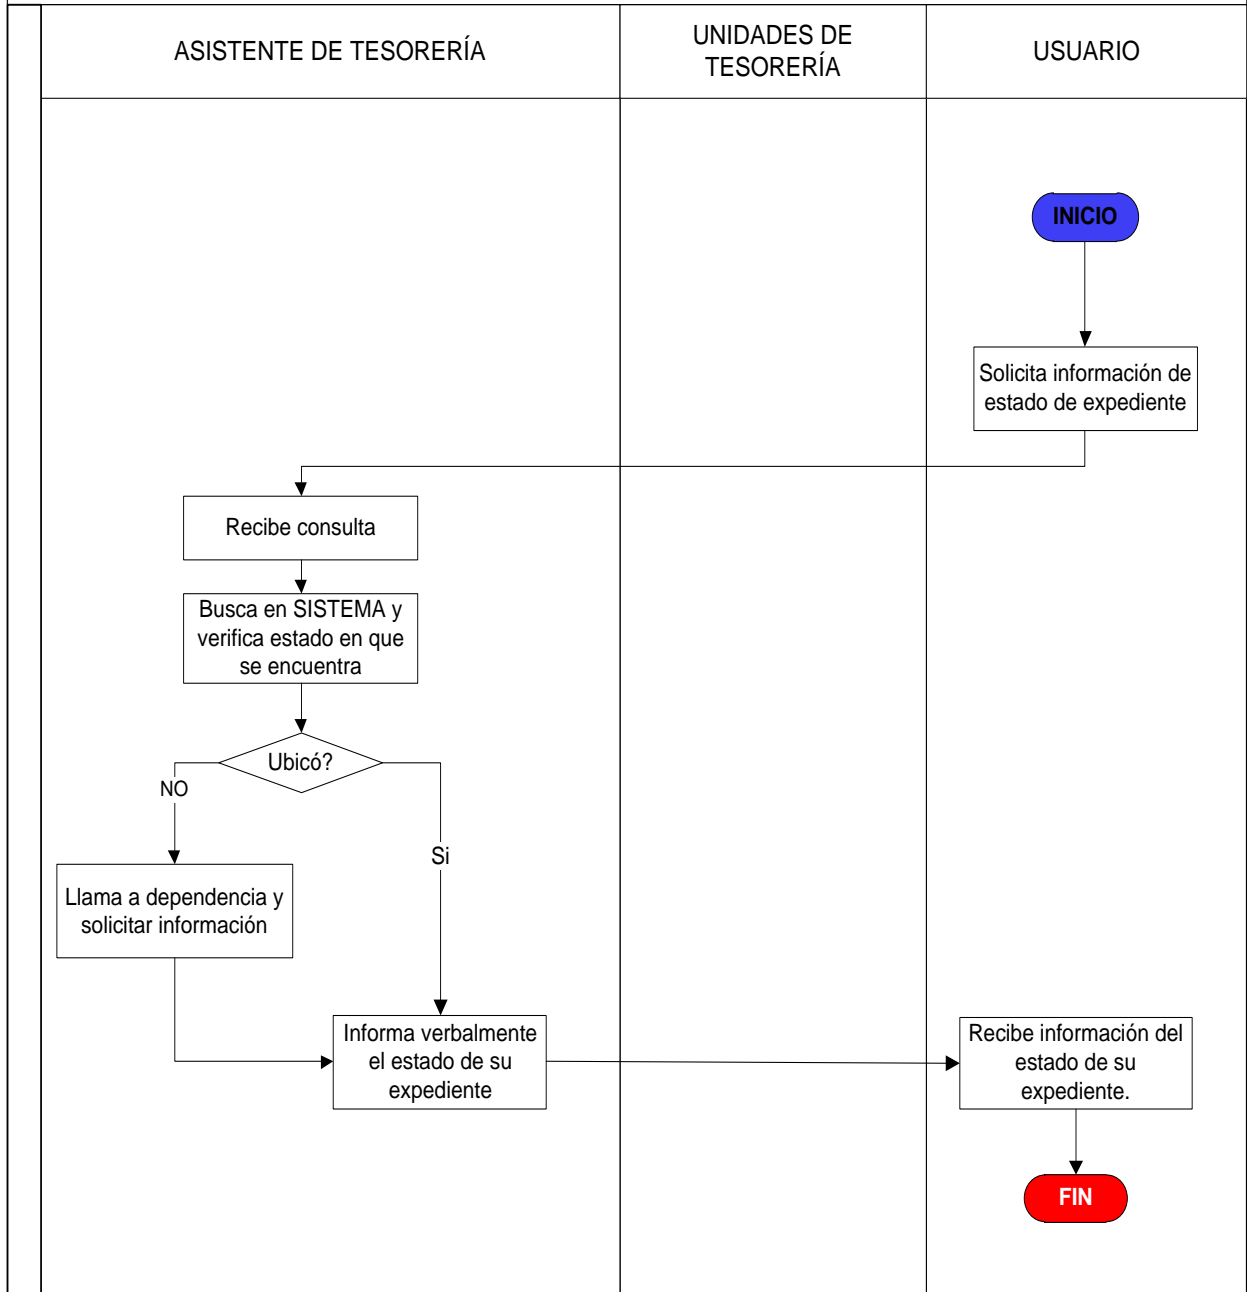 ASISTENTE DE TESORERÍA
UNIDADES DE
TESORERÍA
USUARIO
INICIO
Solicita información de
estado de expediente
Recibe consulta
Busca en SISTEMA y
verifica estado en que
se encuentra
Ubicó?
NO
Si
Llama a dependencia y
solicitar información
Informa verbalmente
el estado de su
expediente
Recibe información del
estado de su
expediente.
FIN